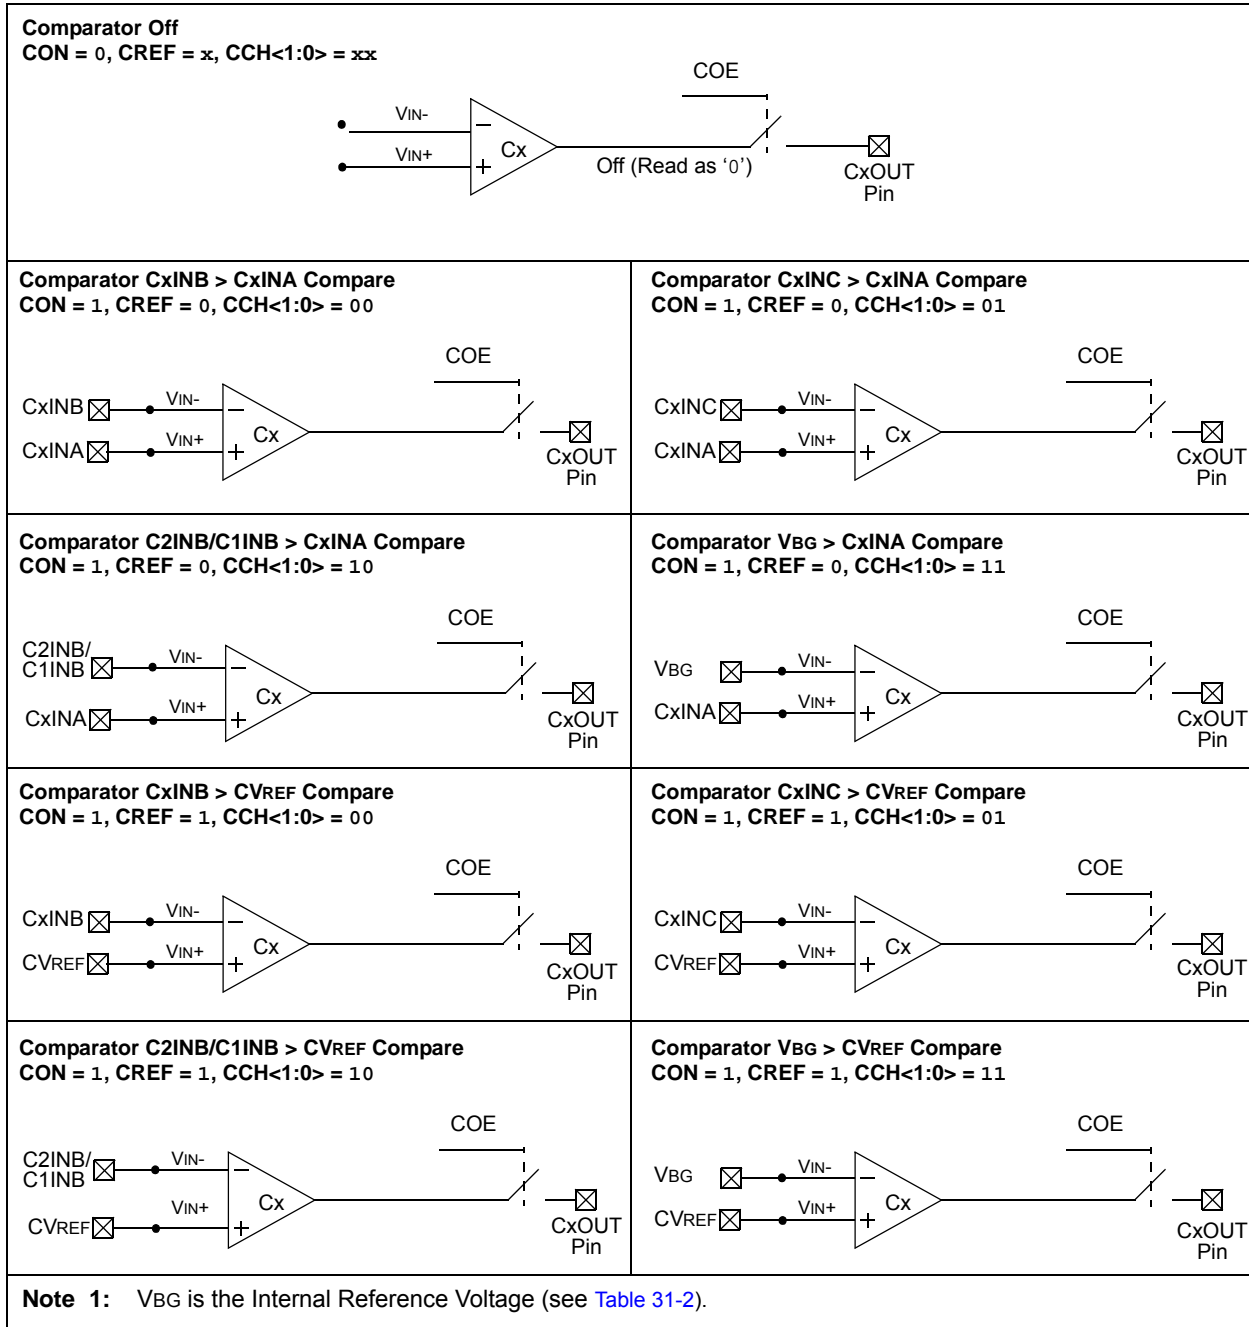 Comparator Off
CON = 0, CREF = x, CCH<1:0> = xx
COE
VIN-
VIN+
Cx
Off (Read as ‘0’)
CxOUT
Pin
Comparator CxINB > CxINA Compare
CON = 1, CREF = 0, CCH<1:0> = 00
COE
CxINB
VIN-
CxINA
VIN+
Cx
CxOUT
Pin
Comparator CxINC > CxINA Compare
CON = 1, CREF = 0, CCH<1:0> = 01
COE
CxINC
VIN-
CxINA
VIN+
Cx
CxOUT
Pin
Comparator C2INB/C1INB > CxINA Compare
CON = 1, CREF = 0, CCH<1:0> = 10
COE
C2INB/
C1INB
VIN-
CxINA
VIN+
Cx
CxOUT
Pin
Comparator VBG > CxINA Compare
CON = 1, CREF = 0, CCH<1:0> = 11
COE
VBG
VIN-
CxINA
VIN+
Cx
CxOUT
Pin
Comparator CxINB > CVREF Compare
CON = 1, CREF = 1, CCH<1:0> = 00
COE
CxINB
VIN-
CVREF
VIN+
Cx
CxOUT
Pin
Comparator CxINC > CVREF Compare
CON = 1, CREF = 1, CCH<1:0> = 01
COE
CxINC
VIN-
CVREF
VIN+
Cx
CxOUT
Pin
Comparator C2INB/C1INB > CVREF Compare
CON = 1, CREF = 1, CCH<1:0> = 10
COE
C2INB/
C1INB
VIN-
CVREF
VIN+
Cx
CxOUT
Pin
Comparator VBG > CVREF Compare
CON = 1, CREF = 1, CCH<1:0> = 11
COE
VBG
VIN-
CVREF
VIN+
Cx
CxOUT
Pin
Note 1: VBG is the Internal Reference Voltage (see Table 31-2).